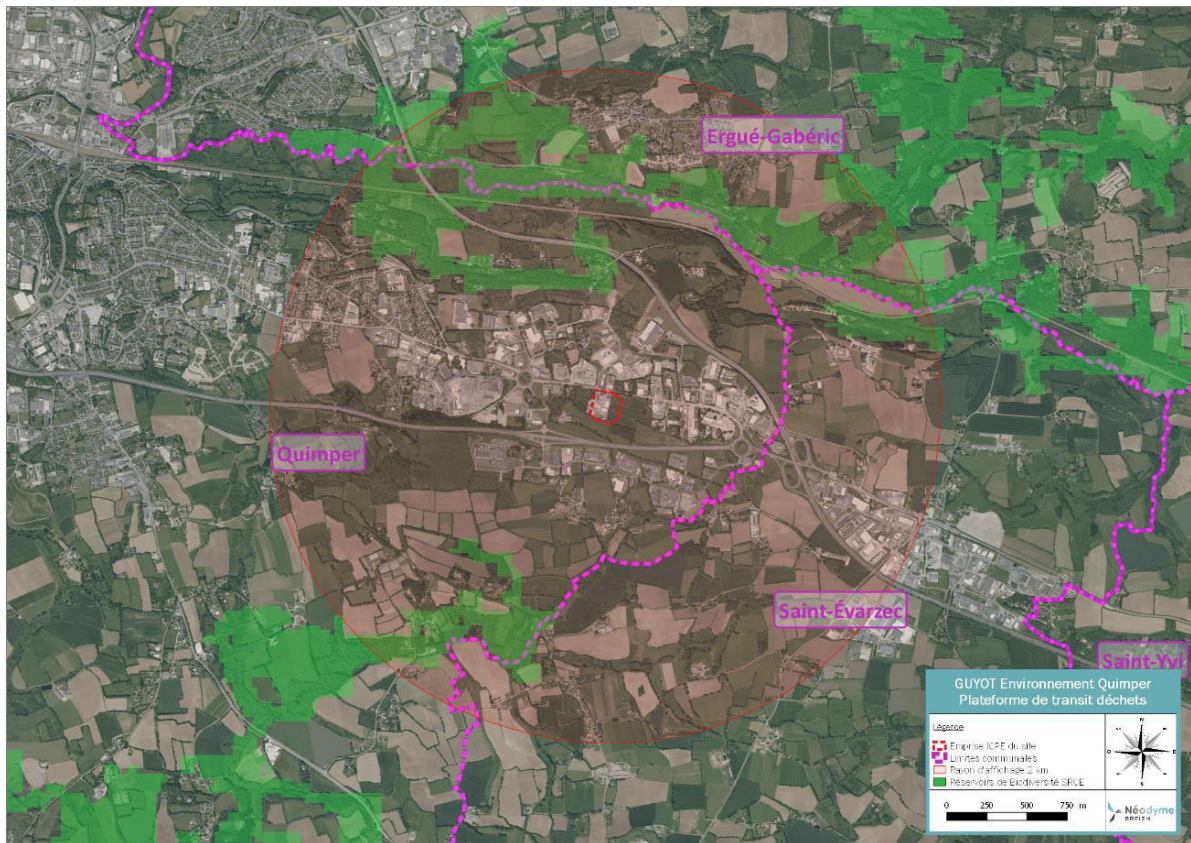 Ergué-Gabéric
Quimper
Saint-Évarzec
Saint-Yvi
GUYOT Environnement Quimper
Plateforme de transit déchets
Légende
Emprise ICPE du site
Limites communales
Rayon d'affichage 2 km
Réservoirs de Biodiversité SRCE
N
O
E
S
0 250 500 750 m
Néodyme
BREIZH